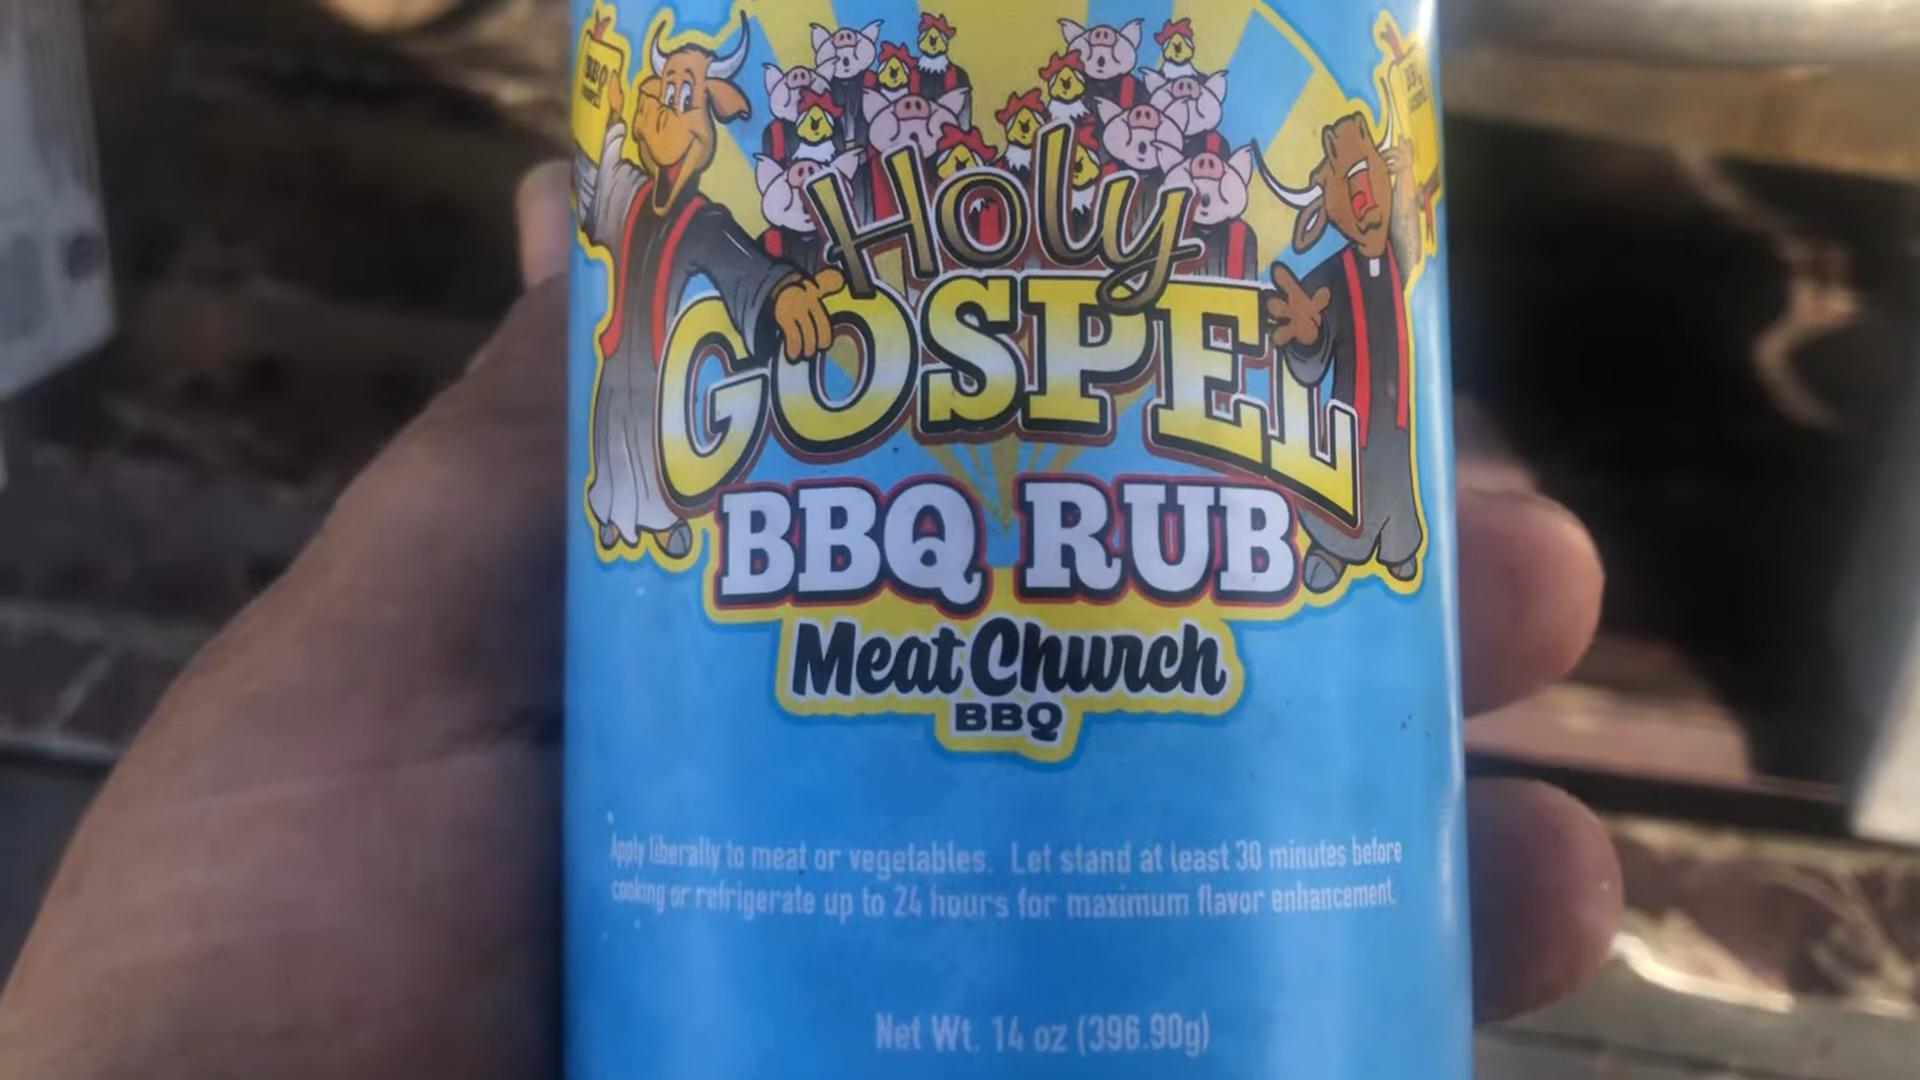 Holy
GOSPEL
BBQ RUB
Meat Church
BBQ
Apply liberally to meat or vegetables. Let stand at least 30 minutes before
cooking or refrigerate up to 24 hours for maximum flavor enhancement.
Net Wt. 14 oz (396.90g)